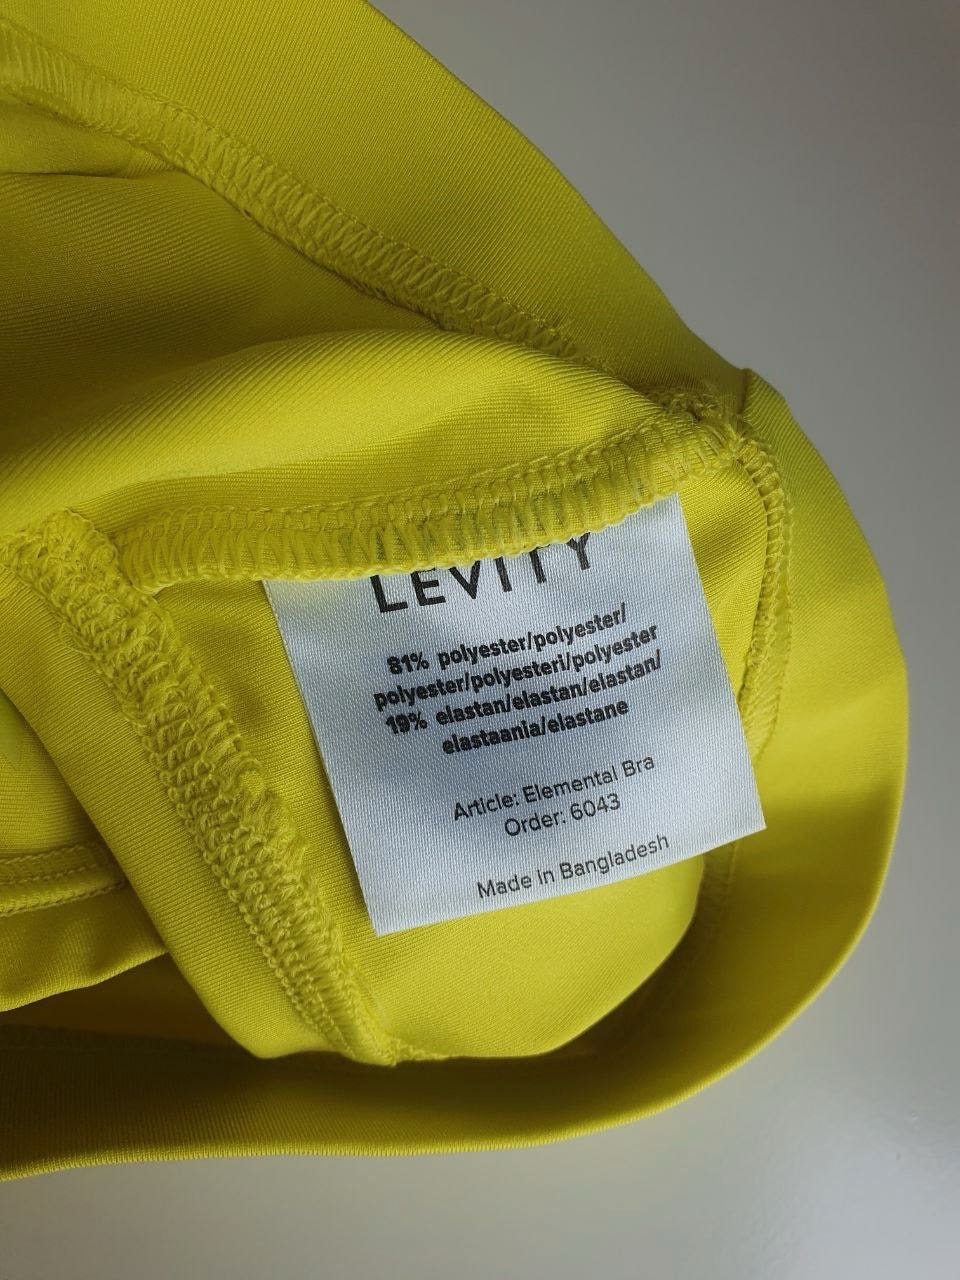 LEVITY
81% polyester/polyester/
polyester/polyesteri/polyester
19% elastan/elastan/elastan/
elastaania/elastane
Article: Elemental Bra
Order: 6043
Made in Bangladesh